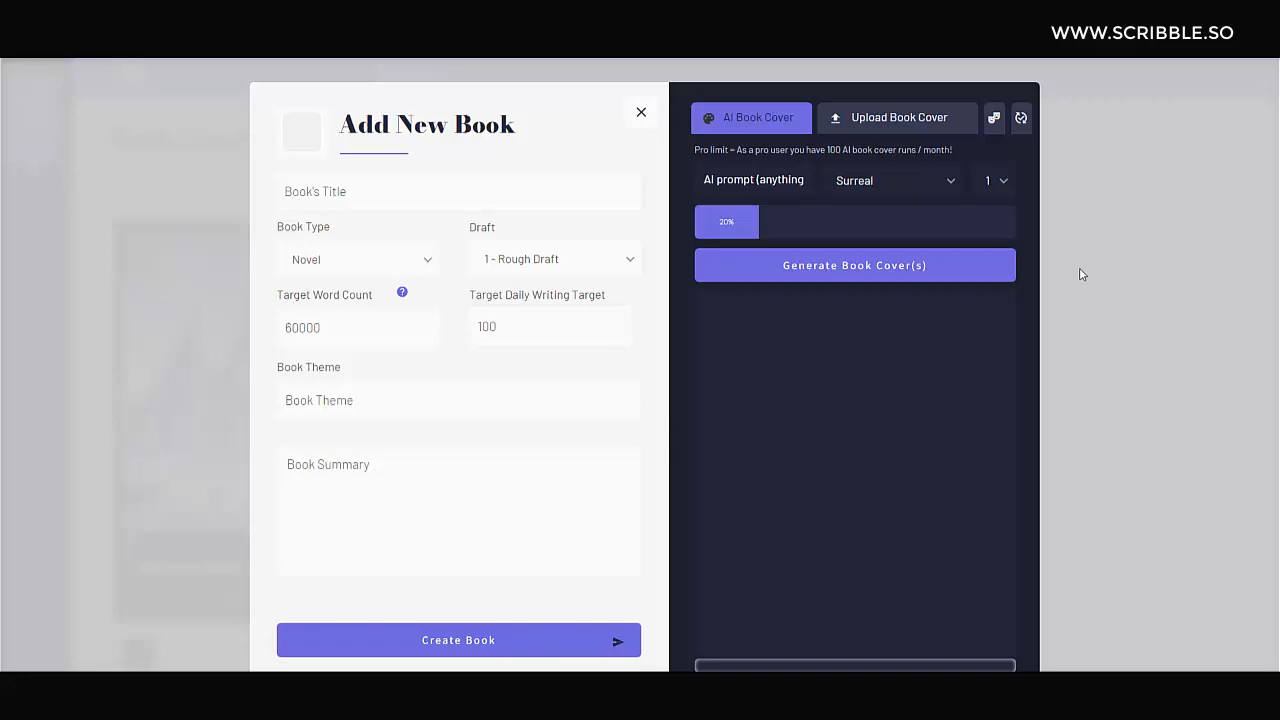 WWW.SCRIBBLE.SO
Add New Book
Book's Title
Book Type
Draft
Novel
1 - Rough Draft
Target Word Count
?
Target Daily Writing Target
60000
100
Book Theme
Book Theme
Book Summary
Create Book
AI Book Cover
Upload Book Cover
Pro limit = As a pro user you have 100 AI book cover runs / month!
AI prompt (anything
Surreal
1
20%
Generate Book Cover(s)